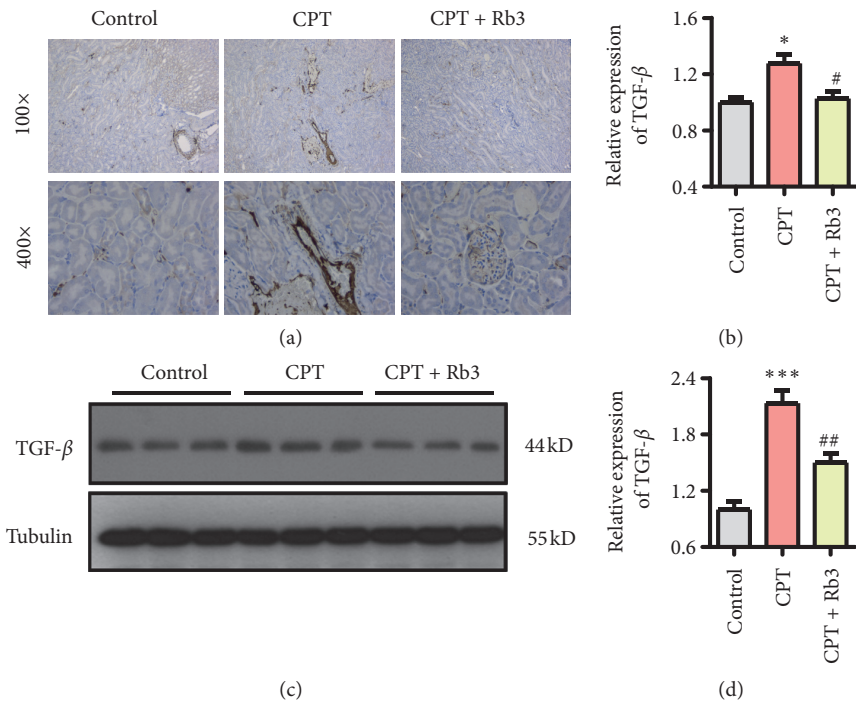 Control CPT CPT + Rb3
100×
400×
(a)
Relative expression
of TGF-β
1.6
1.2
0.8
0.4
*
#
Control
CPT
CPT + Rb3
(b)
Control CPT CPT + Rb3
TGF-β 44 kD
Tubulin 55 kD
(c)
Relative expression
of TGF-β
2.4
1.8
1.2
0.6
***
##
Control
CPT
CPT + Rb3
(d)